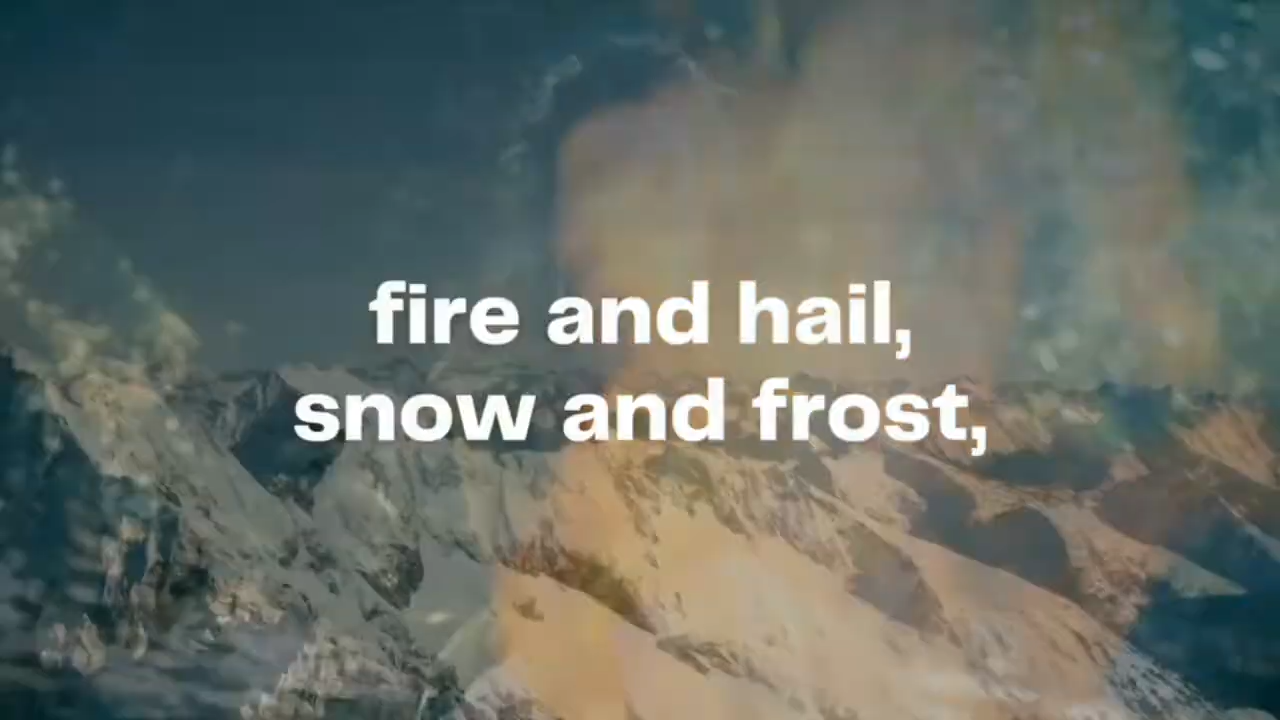 fire and hail,
snow and frost,